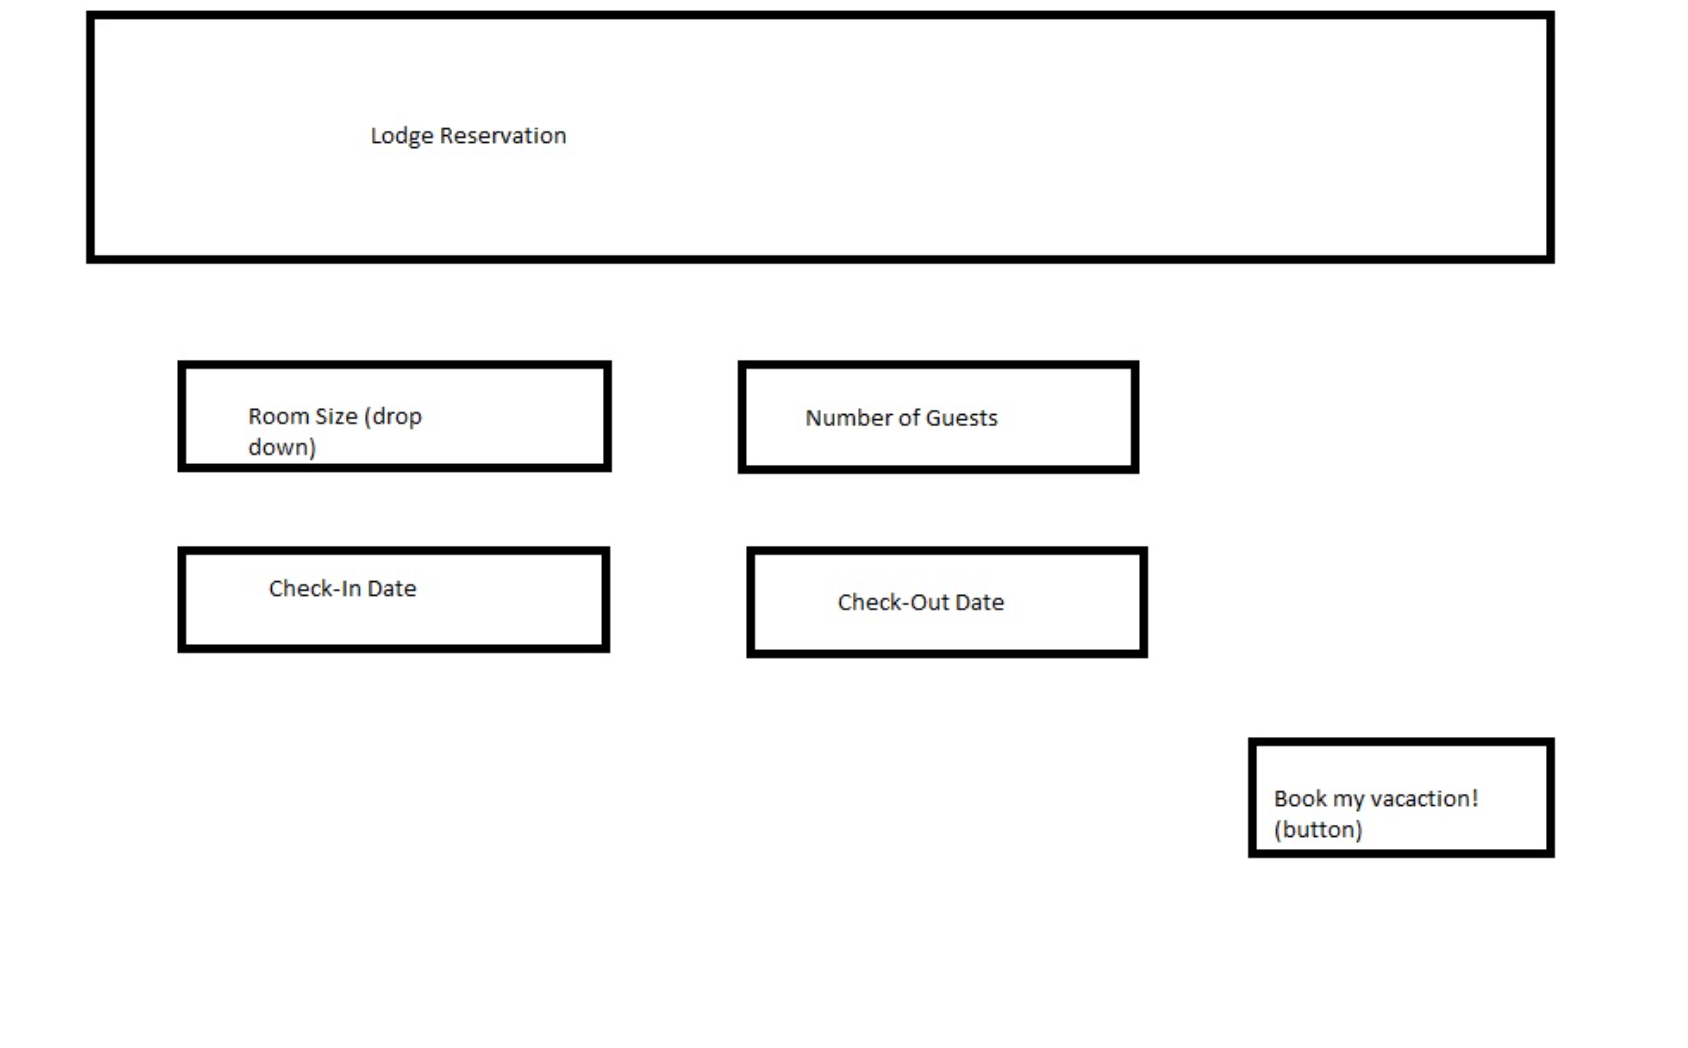 Lodge Reservation
Room Size (drop
down)
Number of Guests
Check-In Date
Check-Out Date
Book my vacaction!
(button)